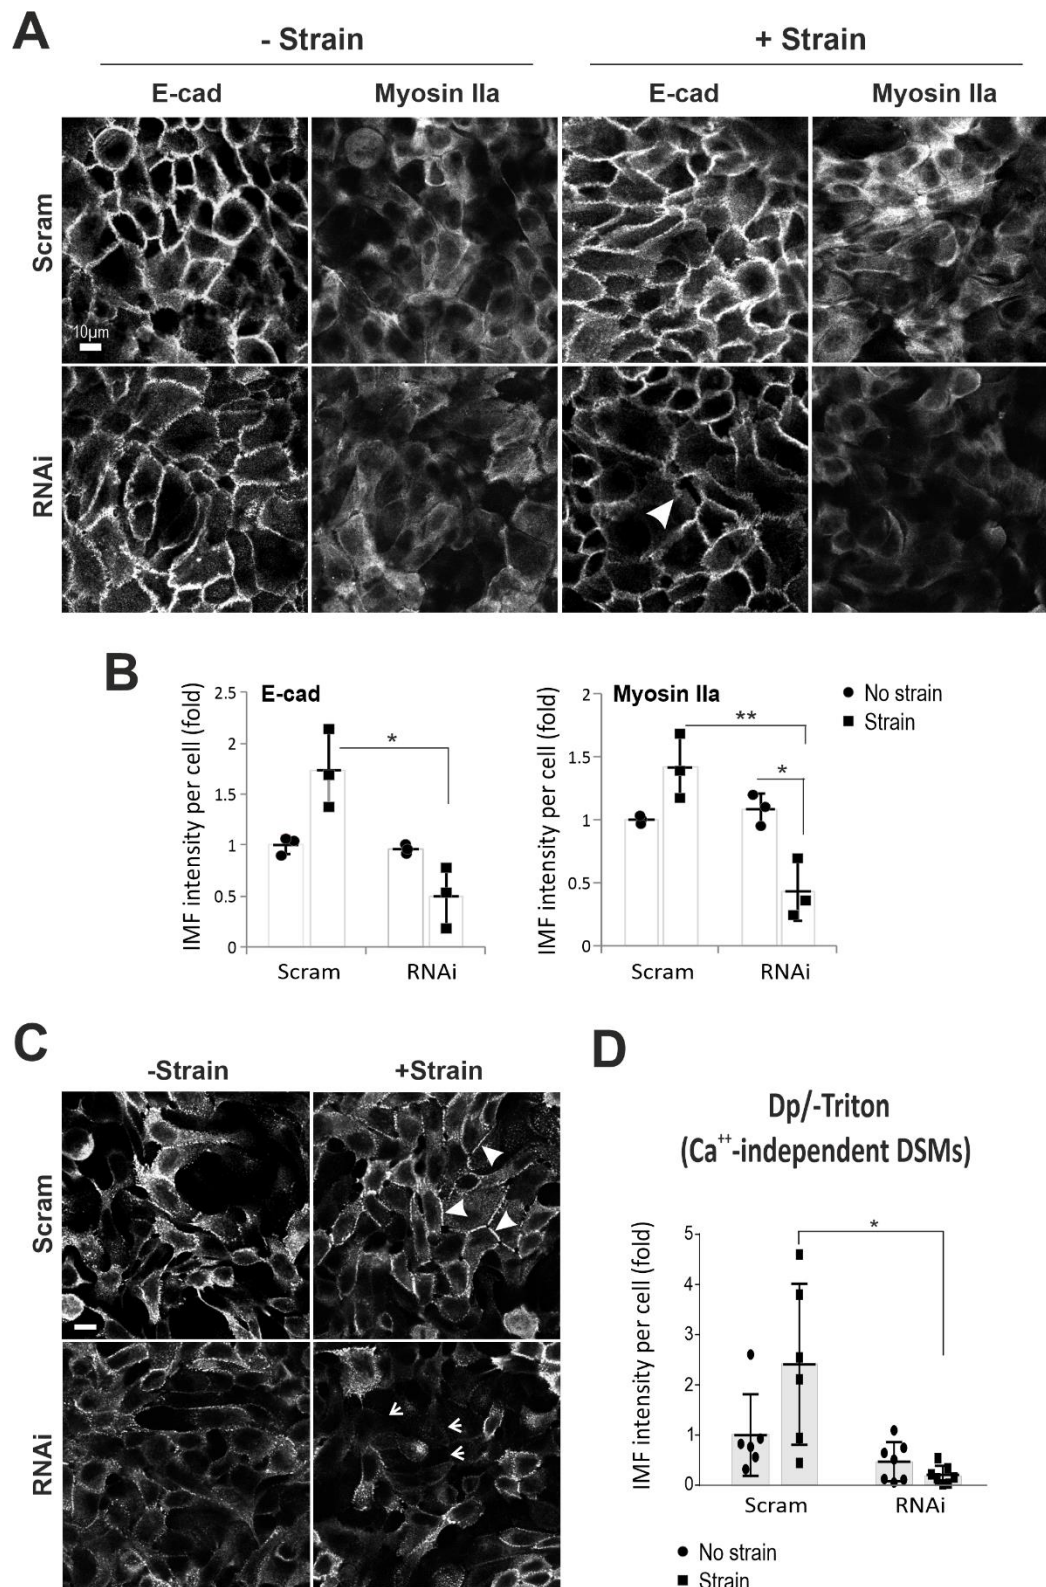 A
- Strain
+ Strain
E-cad
Myosin IIa
E-cad
Myosin IIa
Scram
10µm
RNAi
B
E-cad
IMF intensity per cell (fold)
2.5
2
1.5
1
0.5
0
*
Scram
RNAi
Myosin IIa
IMF intensity per cell (fold)
2
1.5
1
0.5
0
**
*
Scram
RNAi
No strain
Strain
C
-Strain
+Strain
Scram
RNAi
D
Dp/-Triton
(Ca⁺⁺-independent DSMs)
IMF intensity per cell (fold)
5
4
3
2
1
0
*
Scram
RNAi
No strain
Strain